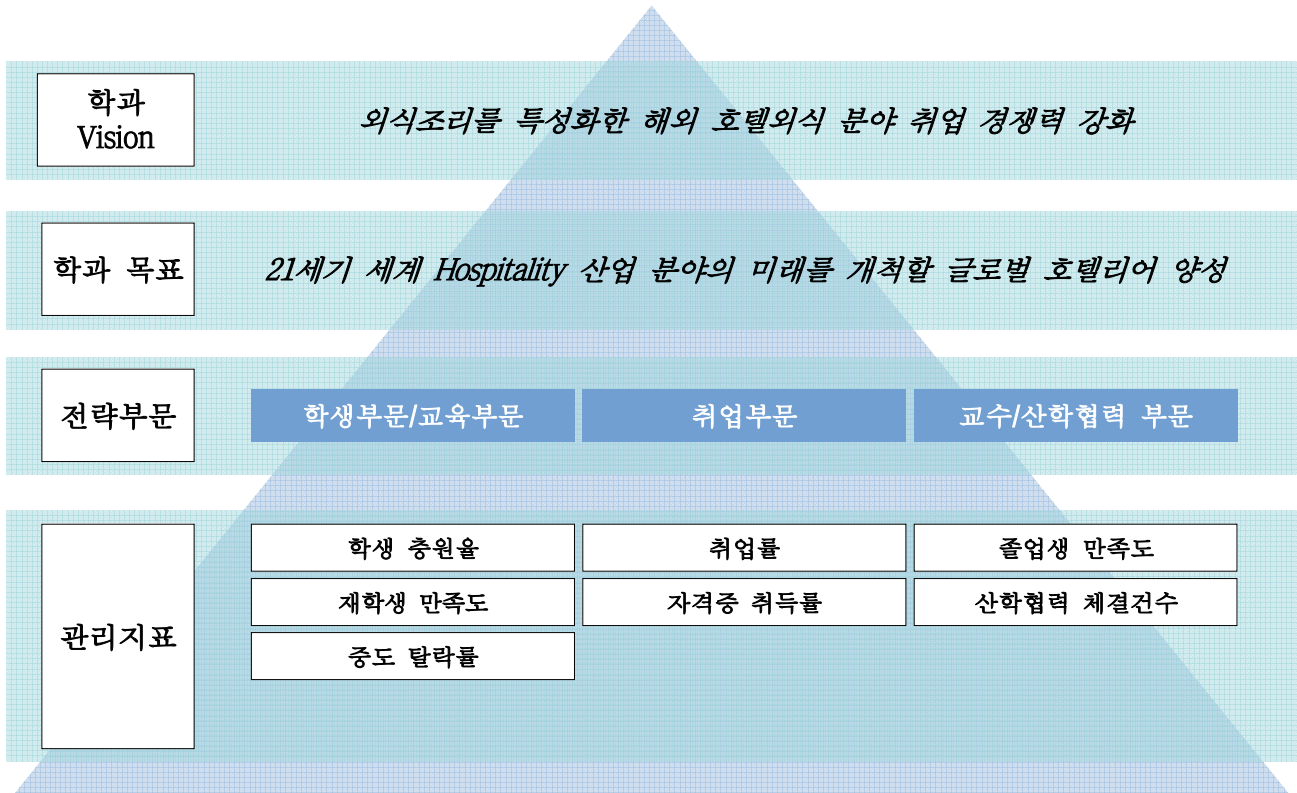 학과
Vision
외식조리를 특성화한 해외 호텔외식 분야 취업 경쟁력 강화
학과 목표
21세기 세계 Hospitality 산업 분야의 미래를 개척할 글로벌 호텔리어 양성
전략부문
학생부문/교육부문
취업부문
교수/산학협력 부문
관리지표
학생 충원율
취업률
졸업생 만족도
재학생 만족도
자격증 취득률
산학협력 체결건수
중도 탈락률